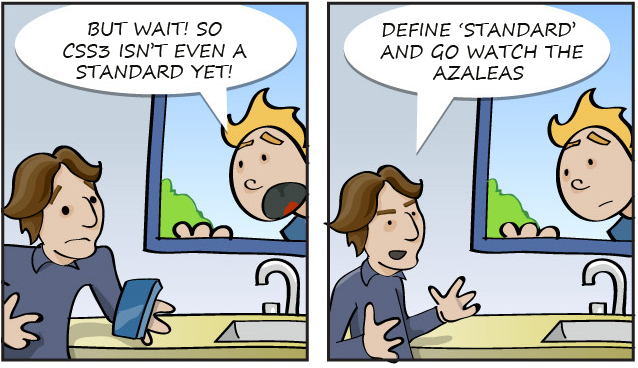 BUT WAIT! SO
CSS3 ISN'T EVEN A
STANDARD YET!
DEFINE 'STANDARD'
AND GO WATCH THE
AZALEAS